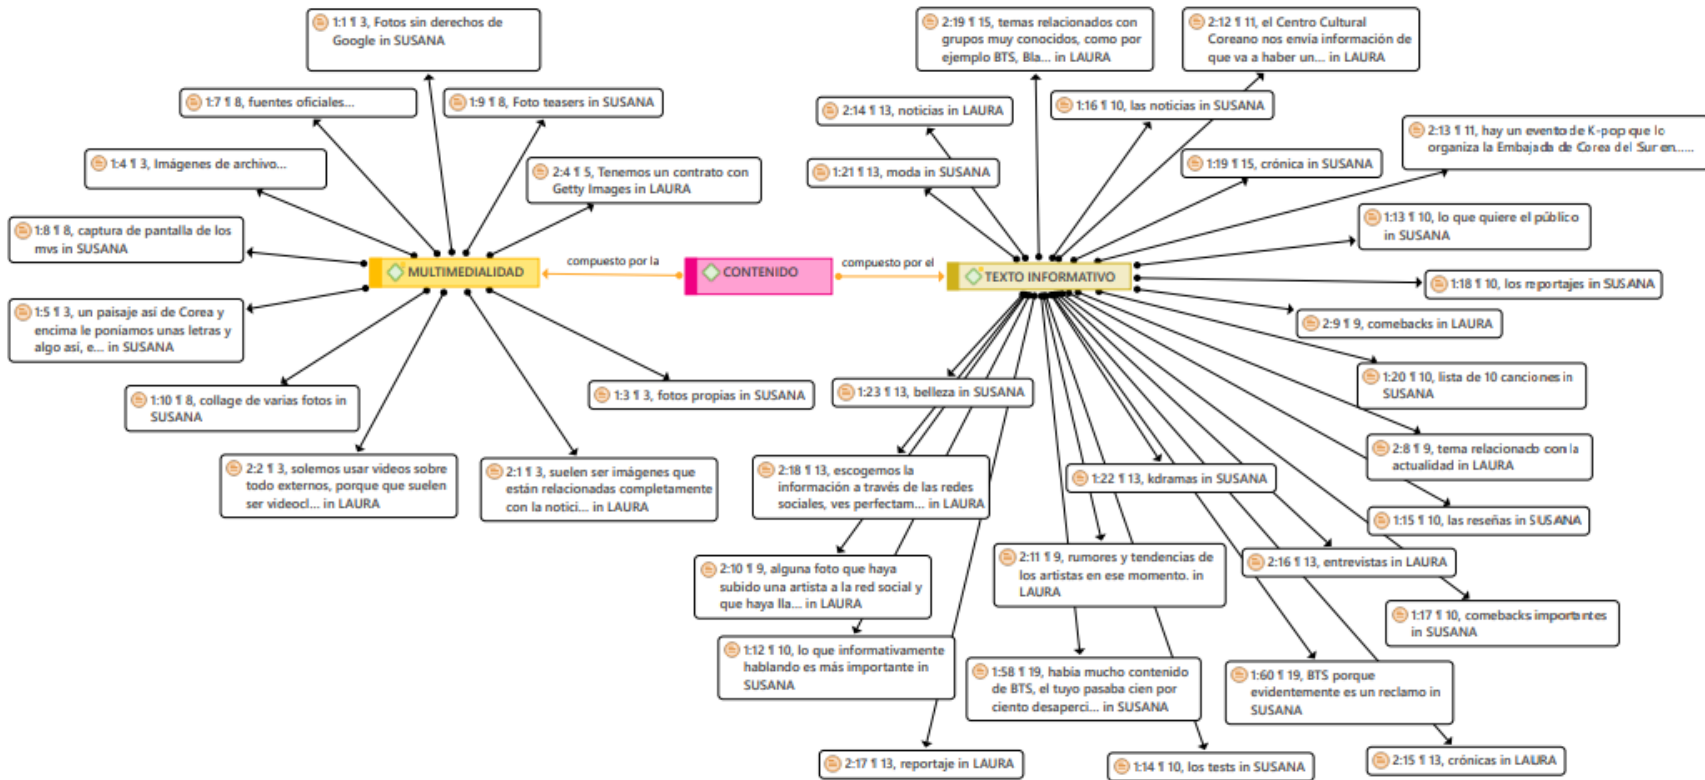 1:1 ¶ 3, Fotos sin derechos de
Google in SUSANA
2:19 ¶ 15, temas relacionados con
grupos muy conocidos, como por
ejemplo BTS, Bla... in LAURA
2:12 ¶ 11, el Centro Cultural
Coreano nos envía información de
que va a haber un... in LAURA
1:7 ¶ 8, fuentes oficiales...
1:9 ¶ 8, Foto teasers in SUSANA
2:14 ¶ 13, noticias in LAURA
1:16 ¶ 10, las noticias in SUSANA
2:13 ¶ 11, hay un evento de K-pop que lo
organiza la Embajada de Corea del Sur en......
1:4 ¶ 3, Imágenes de archivo...
2:4 ¶ 5, Tenemos un contrato con
Getty Images in LAURA
1:21 ¶ 13, moda in SUSANA
1:19 ¶ 15, crónica in SUSANA
1:8 ¶ 8, captura de pantalla de los
mvs in SUSANA
1:13 ¶ 10, lo que quiere el público
in SUSANA
MULTIMEDIALIDAD
compuesto por la
CONTENIDO
compuesto por el
TEXTO INFORMATIVO
1:18 ¶ 10, los reportajes in SUSANA
1:5 ¶ 3, un paisaje así de Corea y
encima le poníamos unas letras y
algo así, e... in SUSANA
2:9 ¶ 9, comebacks in LAURA
1:10 ¶ 8, collage de varias fotos in
SUSANA
1:3 ¶ 3, fotos propias in SUSANA
1:23 ¶ 13, belleza in SUSANA
1:20 ¶ 10, lista de 10 canciones in
SUSANA
2:2 ¶ 3, solemos usar videos sobre
todo externos, porque que suelen
ser videocl... in LAURA
2:1 ¶ 3, suelen ser imágenes que
están relacionadas completamente
con la notici... in LAURA
2:18 ¶ 13, escogemos la
información a través de las redes
sociales, ves perfectam... in LAURA
1:22 ¶ 13, kdramas in SUSANA
2:8 ¶ 9, tema relacionado con la
actualidad in LAURA
1:15 ¶ 10, las reseñas in SUSANA
2:10 ¶ 9, alguna foto que haya
subido una artista a la red social y
que haya lla... in LAURA
2:11 ¶ 9, rumores y tendencias de
los artistas en ese momento. in
LAURA
2:16 ¶ 13, entrevistas in LAURA
1:17 ¶ 10, comebacks importantes
in SUSANA
1:12 ¶ 10, lo que informativamente
hablando es más importante in
SUSANA
1:58 ¶ 19, había mucho contenido
de BTS, el tuyo pasaba cien por
ciento desaperci... in SUSANA
1:60 ¶ 19, BTS porque
evidentemente es un reclamo in
SUSANA
2:17 ¶ 13, reportaje in LAURA
1:14 ¶ 10, los tests in SUSANA
2:15 ¶ 13, crónicas in LAURA